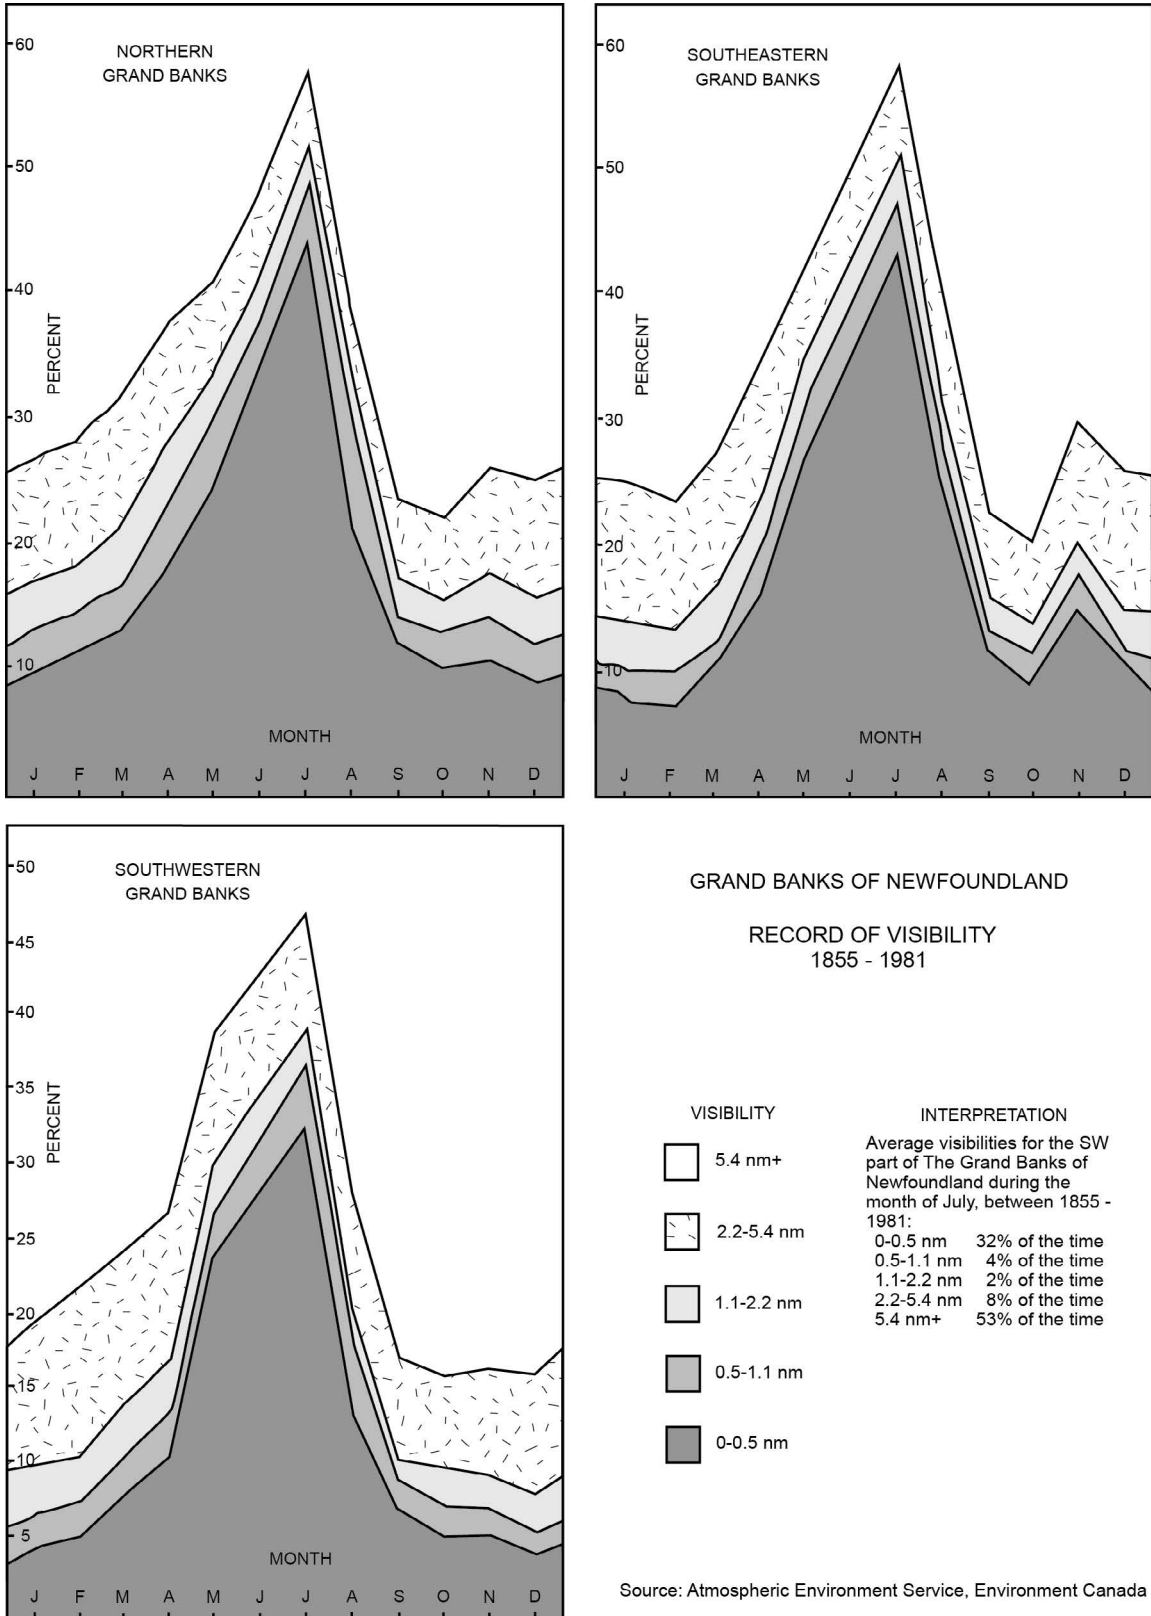 NORTHERN
GRAND BANKS
60
50
40
30
20
10
PERCENT
MONTH
J F M A M J J A S O N D
SOUTHEASTERN
GRAND BANKS
60
50
40
30
20
10
PERCENT
MONTH
J F M A M J J A S O N D
SOUTHWESTERN
GRAND BANKS
50
45
40
35
30
25
20
15
10
5
PERCENT
MONTH
J F M A M J J A S O N D
GRAND BANKS OF NEWFOUNDLAND
RECORD OF VISIBILITY
1855 - 1981
VISIBILITY
5.4 nm+
2.2-5.4 nm
1.1-2.2 nm
0.5-1.1 nm
0-0.5 nm
INTERPRETATION
Average visibilities for the SW
part of The Grand Banks of
Newfoundland during the
month of July, between 1855 -
1981:
0-0.5 nm 32% of the time
0.5-1.1 nm 4% of the time
1.1-2.2 nm 2% of the time
2.2-5.4 nm 8% of the time
5.4 nm+ 53% of the time
Source: Atmospheric Environment Service, Environment Canada